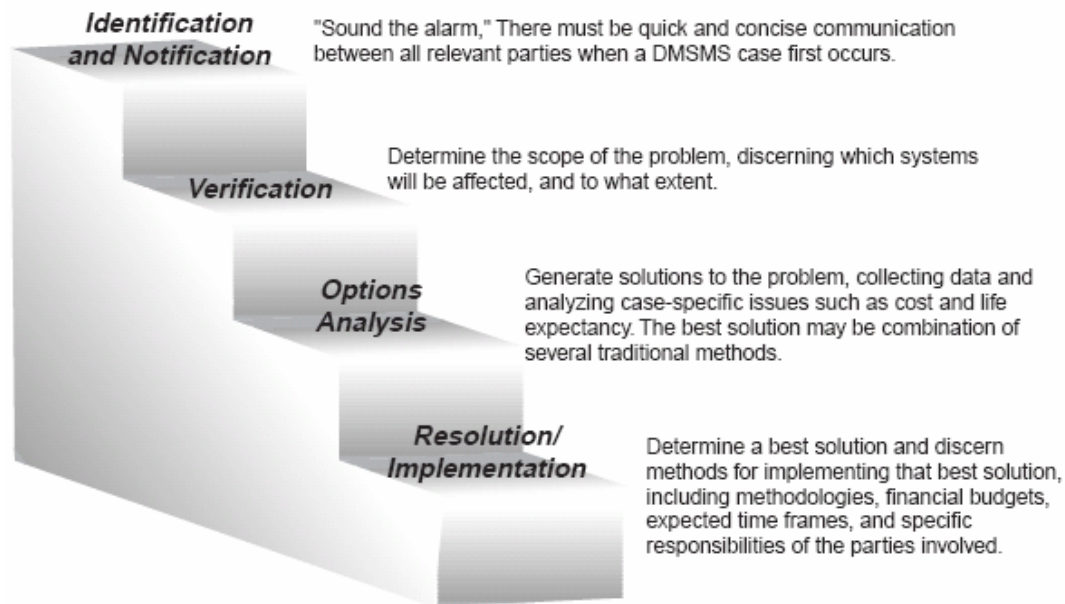 Identification
and Notification
"Sound the alarm," There must be quick and concise communication
between all relevant parties when a DMSMS case first occurs.
Verification
Determine the scope of the problem, discerning which systems
will be affected, and to what extent.
Options
Analysis
Generate solutions to the problem, collecting data and
analyzing case-specific issues such as cost and life
expectancy. The best solution may be combination of
several traditional methods.
Resolution/
Implementation
Determine a best solution and discern
methods for implementing that best solution,
including methodologies, financial budgets,
expected time frames, and specific
responsibilities of the parties involved.